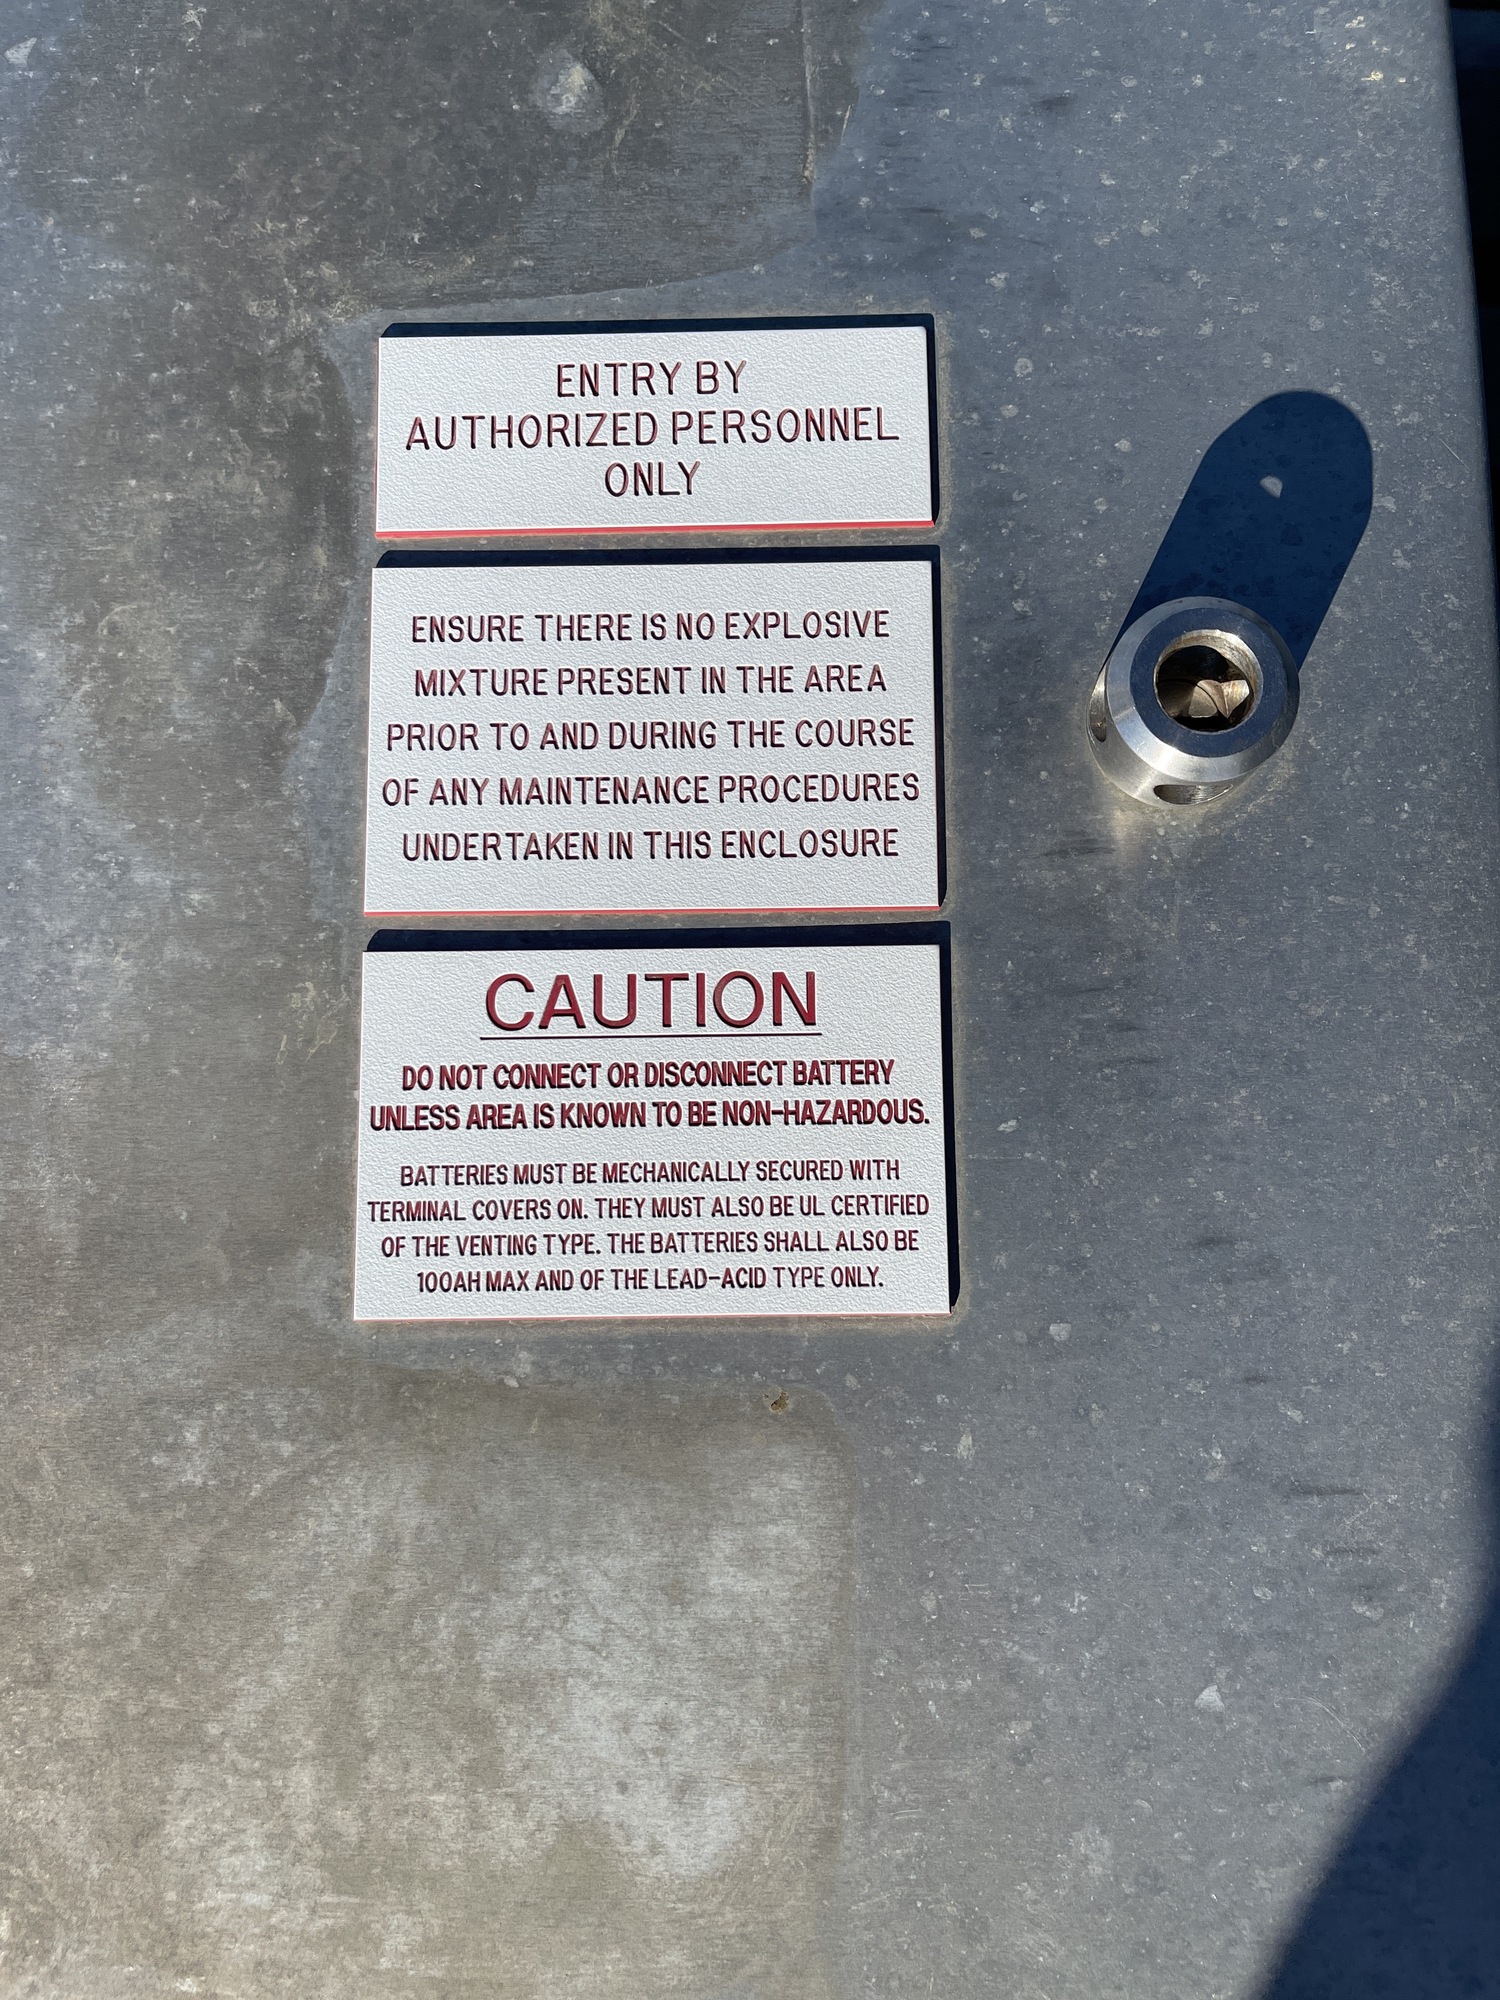 ENTRY BY
AUTHORIZED PERSONNEL
ONLY
ENSURE THERE IS NO EXPLOSIVE
MIXTURE PRESENT IN THE AREA
PRIOR TO AND DURING THE COURSE
OF ANY MAINTENANCE PROCEDURES
UNDERTAKEN IN THIS ENCLOSURE
CAUTION
DO NOT CONNECT OR DISCONNECT BATTERY
UNLESS AREA IS KNOWN TO BE NON-HAZARDOUS.
BATTERIES MUST BE MECHANICALLY SECURED WITH
TERMINAL COVERS ON. THEY MUST ALSO BE UL CERTIFIED
OF THE VENTING TYPE. THE BATTERIES SHALL ALSO BE
100AH MAX AND OF THE LEAD-ACID TYPE ONLY.